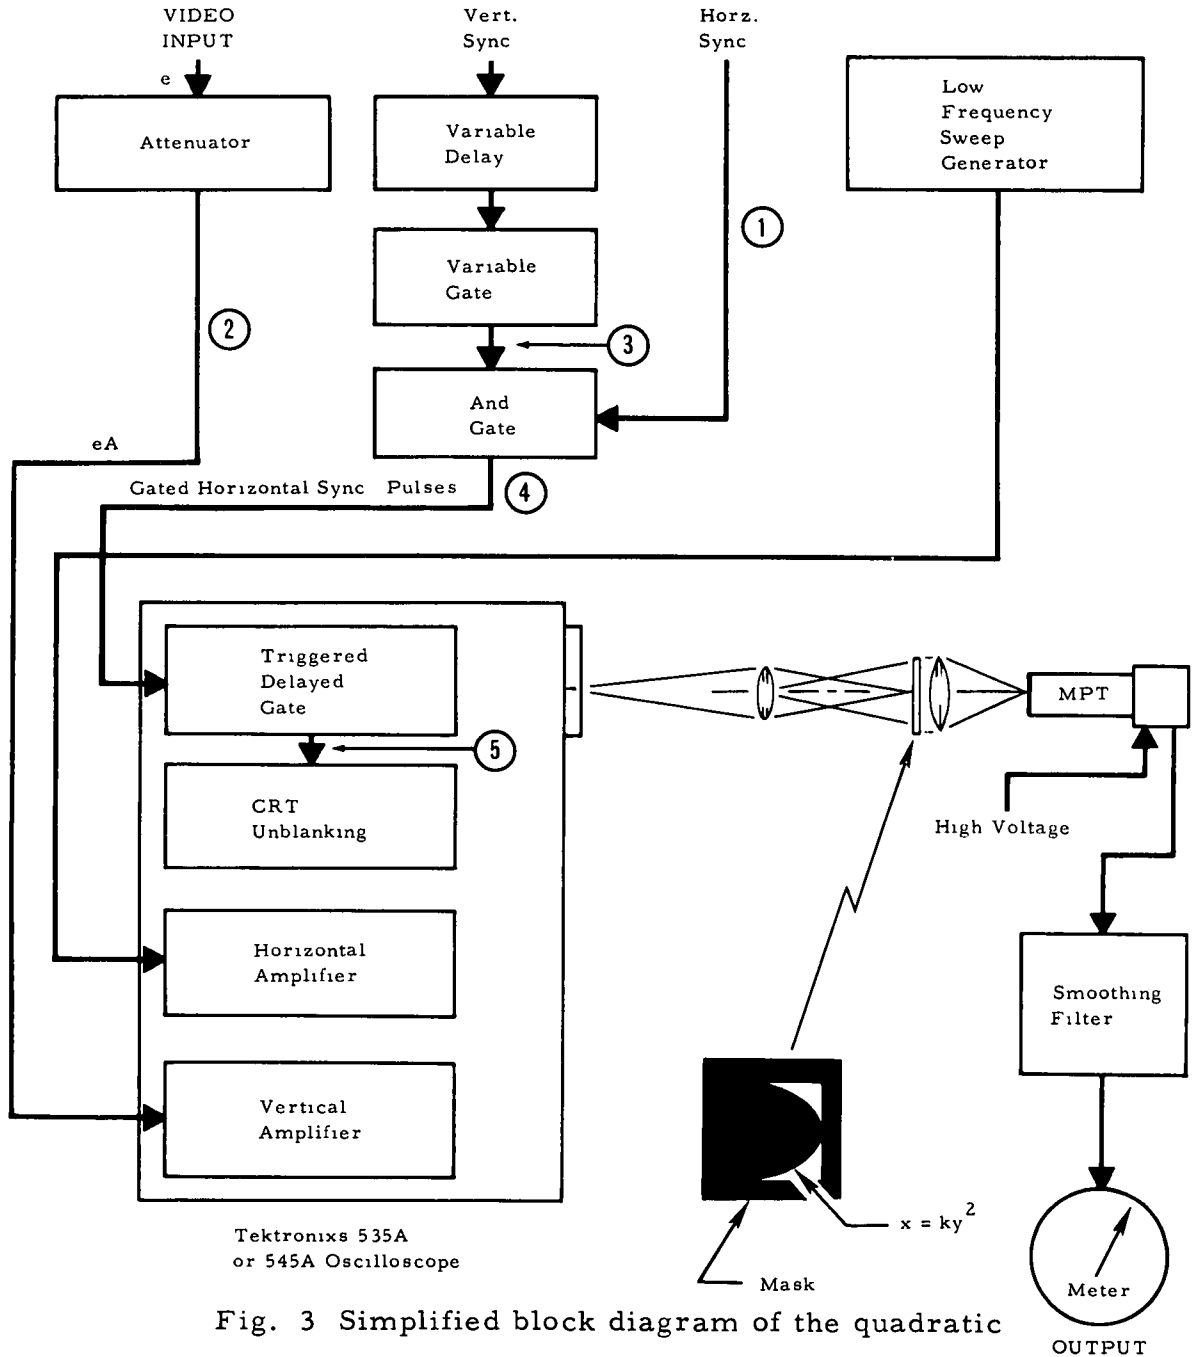 VIDEO
INPUT
Vert.
Sync
Horz.
Sync
e
Low
Frequency
Sweep
Generator
Attenuator
Variable
Delay
1
Variable
Gate
2
3
And
Gate
eA
Gated Horizontal Sync Pulses
4
Triggered
Delayed
Gate
MPT
5
CRT
Unblanking
High Voltage
Horizontal
Amplifier
Smoothing
Filter
Vertical
Amplifier
x = ky²
Tektronixs 535A
or 545A Oscilloscope
Mask
Meter
Fig. 3 Simplified block diagram of the quadratic
OUTPUT